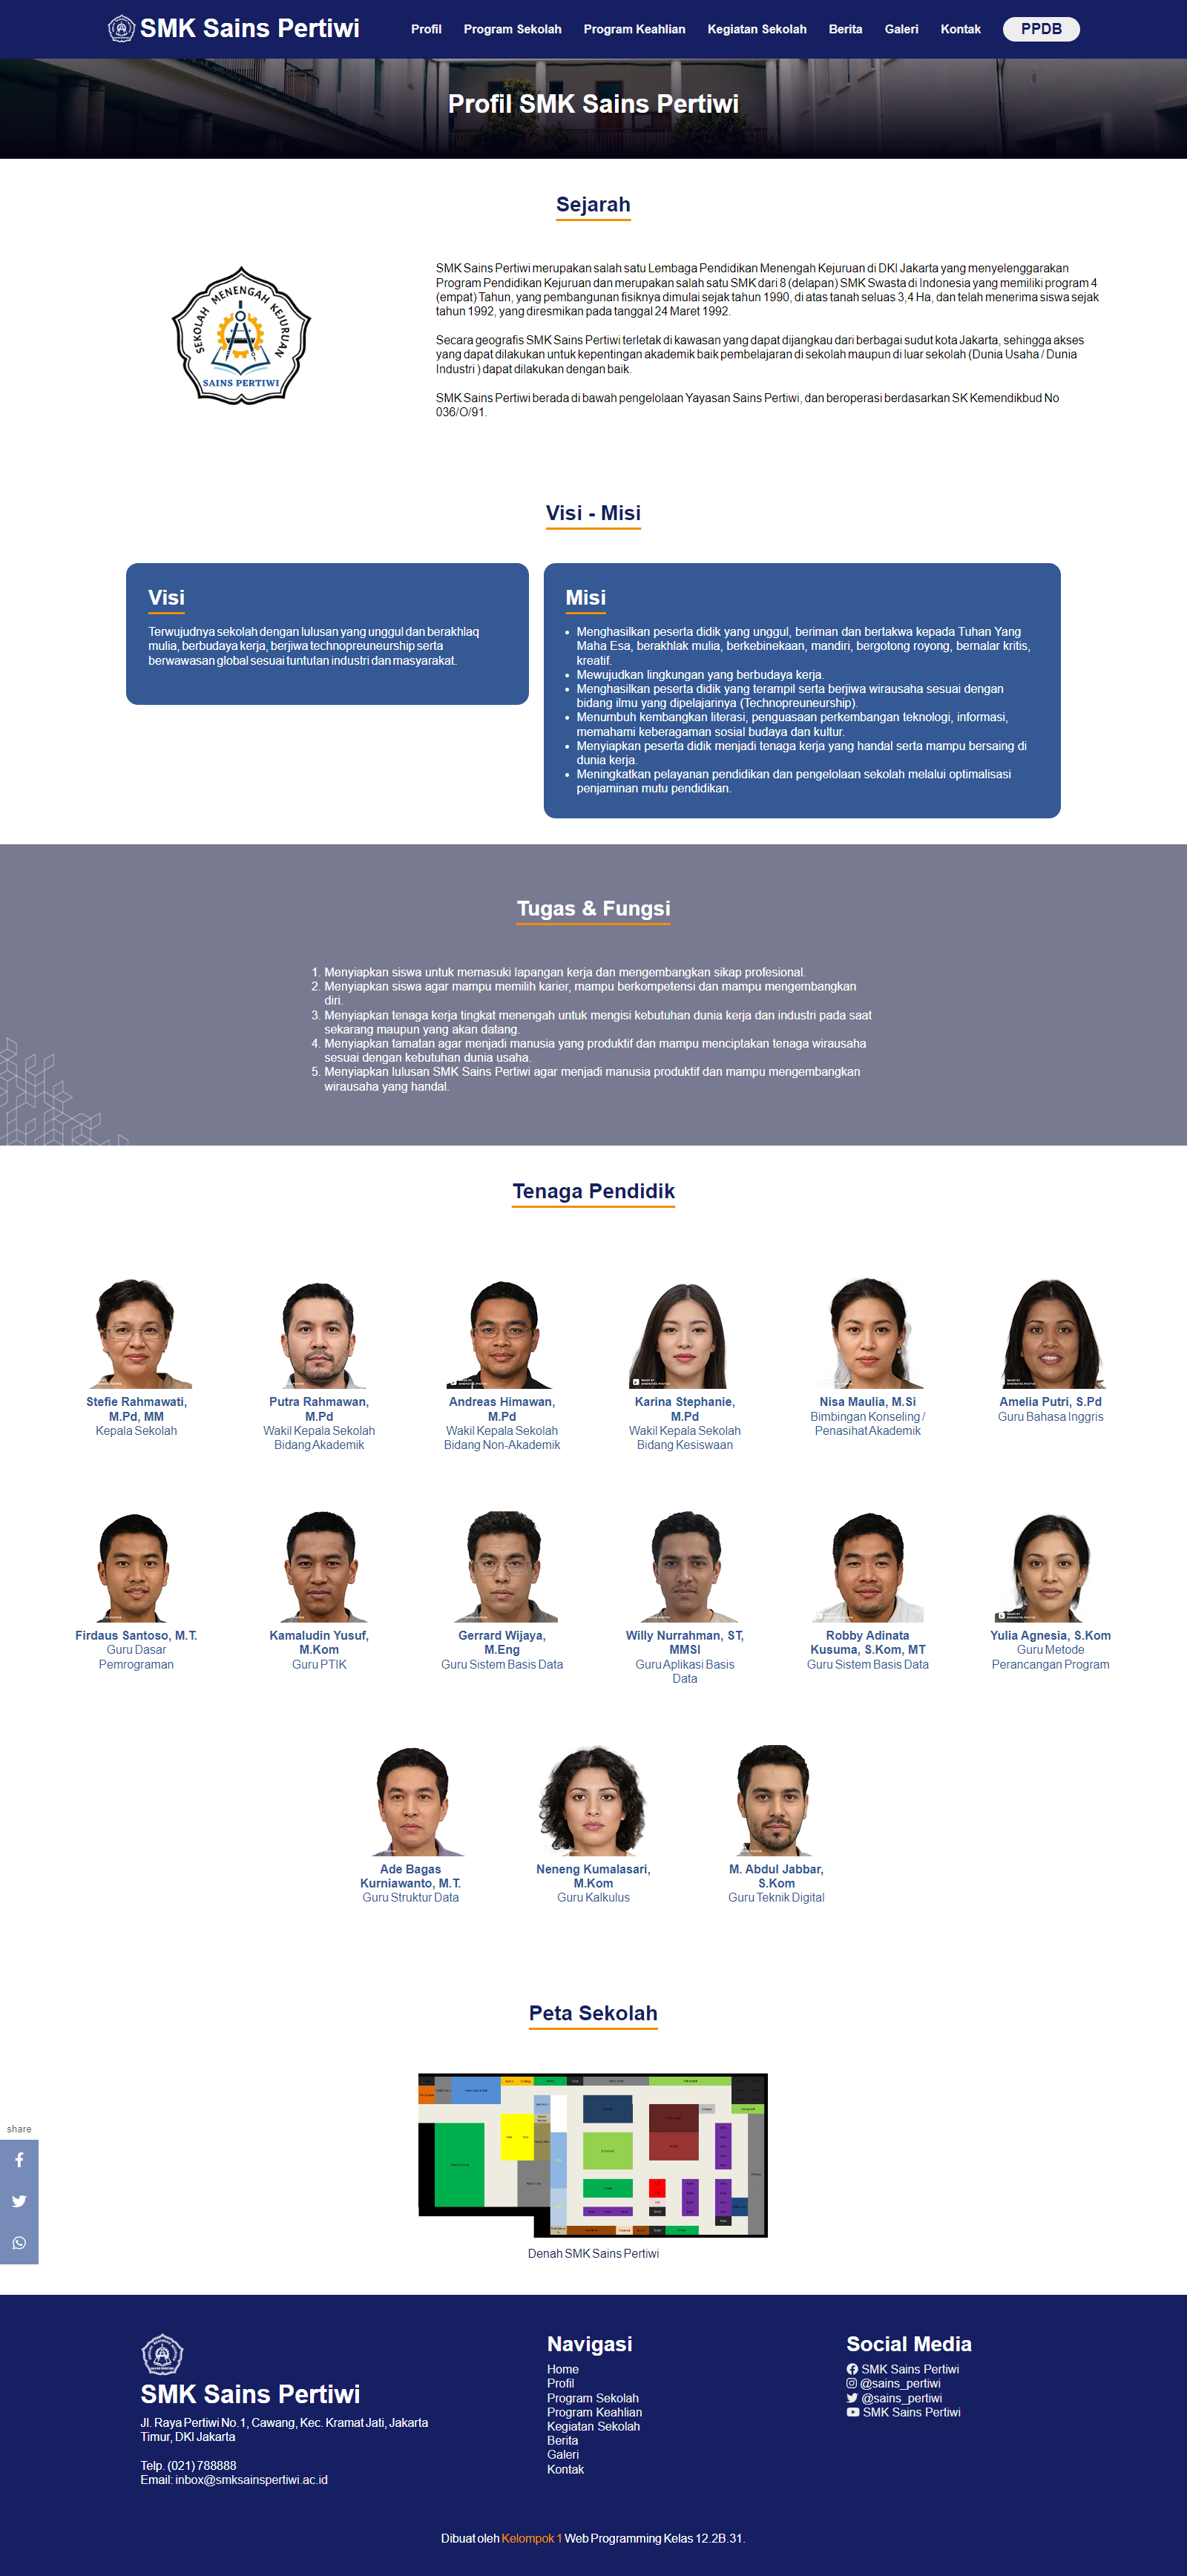 SMK Sains Pertiwi
Profil
Program Sekolah
Program Keahlian
Kegiatan Sekolah
Berita
Galeri
Kontak
PPDB
Profil SMK Sains Pertiwi
Sejarah
SEKOLAH MENENGAH KEJURUAN
SAINS PERTIWI
SMK Sains Pertiwi merupakan salah satu Lembaga Pendidikan Menengah Kejuruan di DKI Jakarta yang menyelenggarakan
Program Pendidikan Kejuruan dan merupakan salah satu SMK dari 8 (delapan) SMK Swasta di Indonesia yang memiliki program 4
(empat) Tahun, yang pembangunan fisiknya dimulai sejak tahun 1990, di atas tanah seluas 3,4 Ha, dan telah menerima siswa sejak
tahun 1992, yang diresmikan pada tanggal 24 Maret 1992.
Secara geografis SMK Sains Pertiwi terletak di kawasan yang dapat dijangkau dari berbagai sudut kota Jakarta, sehingga akses
yang dapat dilakukan untuk kepentingan akademik baik pembelajaran di sekolah maupun di luar sekolah (Dunia Usaha / Dunia
Industri ) dapat dilakukan dengan baik.
SMK Sains Pertiwi berada di bawah pengelolaan Yayasan Sains Pertiwi, dan beroperasi berdasarkan SK Kemendikbud No
036/O/91.
Visi - Misi
Visi
Terwujudnya sekolah dengan lulusan yang unggul dan berakhlaq
mulia, berbudaya kerja, berjiwa technopreuneurship serta
berwawasan global sesuai tuntutan industri dan masyarakat.
Misi
• Menghasilkan peserta didik yang unggul, beriman dan bertakwa kepada Tuhan Yang
Maha Esa, berakhlak mulia, berkebinekaan, mandiri, bergotong royong, bernalar kritis,
kreatif.
• Mewujudkan lingkungan yang berbudaya kerja.
• Menghasilkan peserta didik yang terampil serta berjiwa wirausaha sesuai dengan
bidang ilmu yang dipelajarinya (Technopreuneurship).
• Menumbuh kembangkan literasi, penguasaan perkembangan teknologi, informasi,
memahami keberagaman sosial budaya dan kultur.
• Menyiapkan peserta didik menjadi tenaga kerja yang handal serta mampu bersaing di
dunia kerja.
• Meningkatkan pelayanan pendidikan dan pengelolaan sekolah melalui optimalisasi
penjaminan mutu pendidikan.
Tugas & Fungsi
1. Menyiapkan siswa untuk memasuki lapangan kerja dan mengembangkan sikap profesional.
2. Menyiapkan siswa agar mampu memilih karier, mampu berkompetensi dan mampu mengembangkan
diri.
3. Menyiapkan tenaga kerja tingkat menengah untuk mengisi kebutuhan dunia kerja dan industri pada saat
sekarang maupun yang akan datang.
4. Menyiapkan tamatan agar menjadi manusia yang produktif dan mampu menciptakan tenaga wirausaha
sesuai dengan kebutuhan dunia usaha.
5. Menyiapkan lulusan SMK Sains Pertiwi agar menjadi manusia produktif dan mampu mengembangkan
wirausaha yang handal.
Tenaga Pendidik
Stefie Rahmawati,
M.Pd, MM
Kepala Sekolah
Putra Rahmawan,
M.Pd
Wakil Kepala Sekolah
Bidang Akademik
Andreas Himawan,
M.Pd
Wakil Kepala Sekolah
Bidang Non-Akademik
Karina Stephanie,
M.Pd
Wakil Kepala Sekolah
Bidang Kesiswaan
Nisa Maulia, M.Si
Bimbingan Konseling /
Penasihat Akademik
Amelia Putri, S.Pd
Guru Bahasa Inggris
Firdaus Santoso, M.T.
Guru Dasar
Pemrograman
Kamaludin Yusuf,
M.Kom
Guru PTIK
Gerrard Wijaya,
M.Eng
Guru Sistem Basis Data
Willy Nurrahman, ST,
MMSI
Guru Aplikasi Basis
Data
Robby Adinata
Kusuma, S.Kom, MT
Guru Sistem Basis Data
Yulia Agnesia, S.Kom
Guru Metode
Perancangan Program
Ade Bagas
Kurniawanto, M.T.
Guru Struktur Data
Neneng Kumalasari,
M.Kom
Guru Kalkulus
M. Abdul Jabbar,
S.Kom
Guru Teknik Digital
Peta Sekolah
Denah SMK Sains Pertiwi
share
SMK Sains Pertiwi
Jl. Raya Pertiwi No.1, Cawang, Kec. Kramat Jati, Jakarta
Timur, DKI Jakarta
Telp. (021) 788888
Email: inbox@smksainspertiwi.ac.id
Navigasi
Home
Profil
Program Sekolah
Program Keahlian
Kegiatan Sekolah
Berita
Galeri
Kontak
Social Media
SMK Sains Pertiwi
@sains_pertiwi
@sains_pertiwi
SMK Sains Pertiwi
Dibuat oleh Kelompok 1 Web Programming Kelas 12.2B.31.